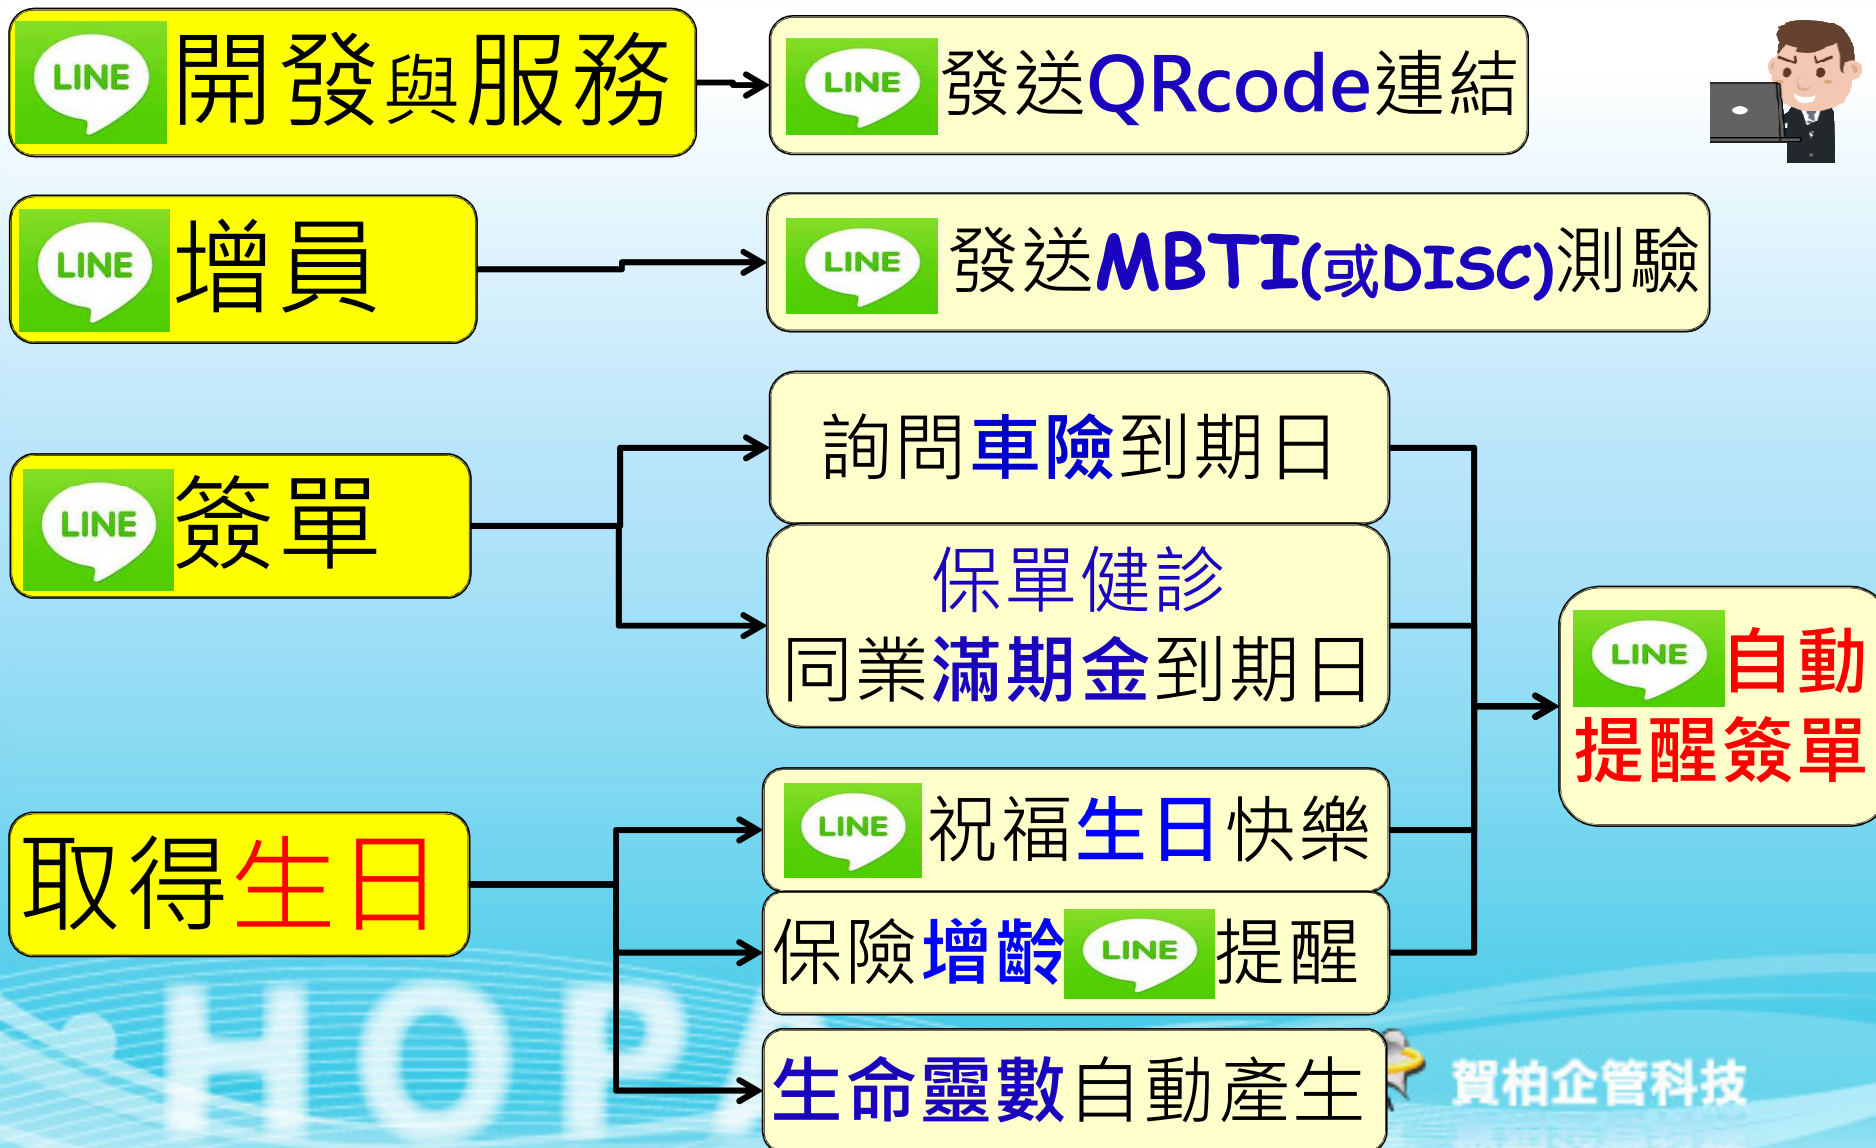 LINE 開發與服務
LINE 發送QRcode連結
LINE 增員
LINE 發送MBTI(或DISC)測驗
LINE 簽單
詢問車險到期日
保單健診
同業滿期金到期日
LINE 自動
提醒簽單
取得生日
LINE 祝福生日快樂
保險增齡 LINE 提醒
生命靈數自動產生
HOPA
賀柏企管科技